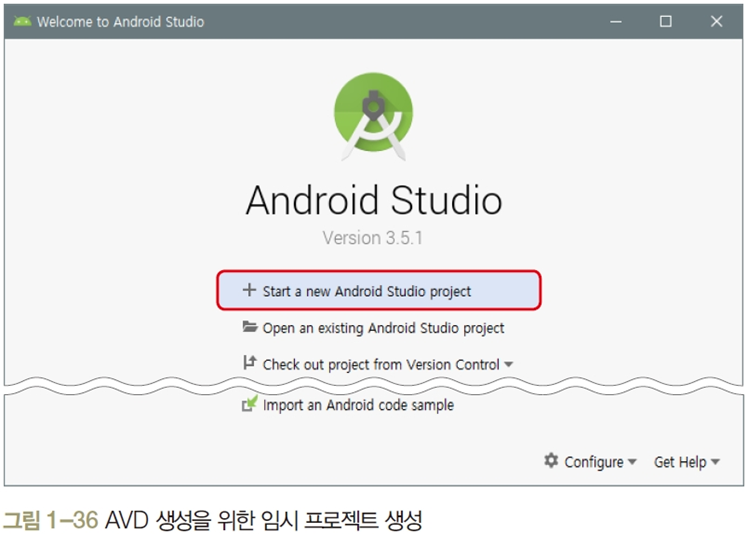 Welcome to Android Studio
Android Studio
Version 3.5.1
Start a new Android Studio project
Open an existing Android Studio project
Check out project from Version Control
Import an Android code sample
Configure Get Help
그림 1-36 AVD 생성을 위한 임시 프로젝트 생성